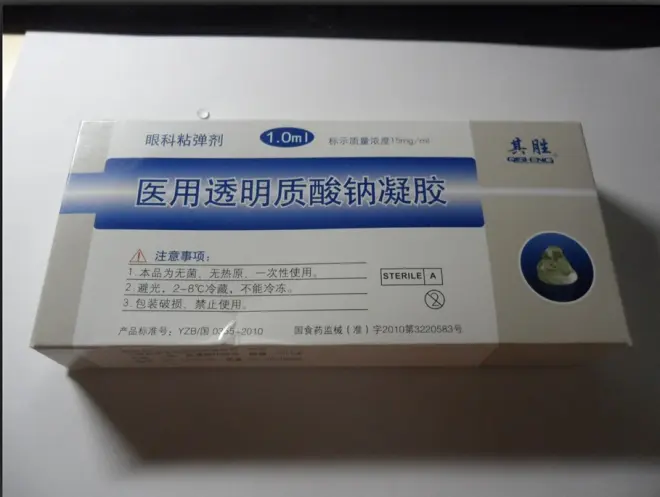 眼科粘弹剂 1.0ml 标示质量浓度15mg/ml
其胜
医用透明质酸钠凝胶
注意事项:
1.本品为无菌、无热原、一次性使用。
2.避光,2-8℃冷藏,不能冷冻。
3.包装破损,禁止使用。
STERILE A
2
产品标准号: YZB/国 0355-2010 国食药监械(准)字2010第3220583号